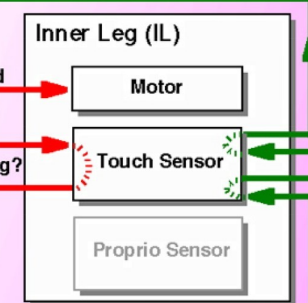 Inner Leg (IL)
Motor
Touch Sensor
g?
Proprio Sensor